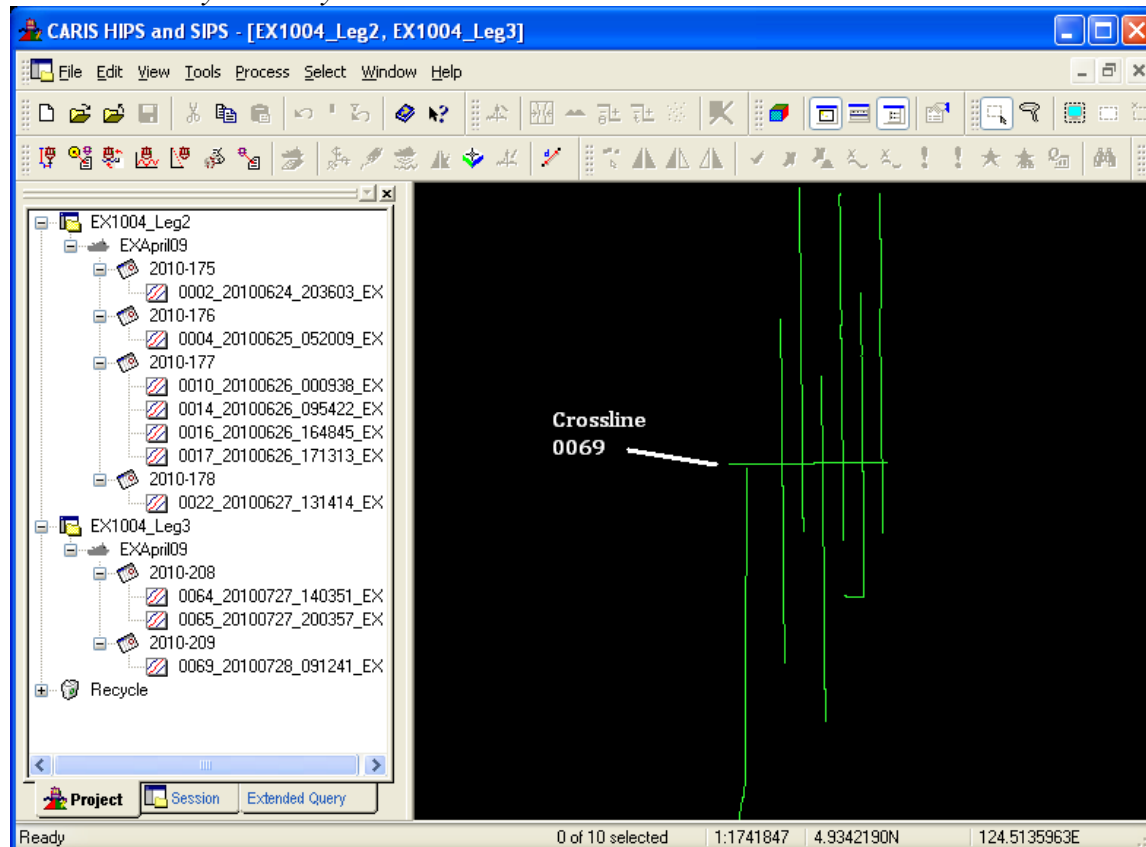 CARIS HIPS and SIPS - [EX1004_Leg2, EX1004_Leg3]
File Edit View Tools Process Select Window Help
EX1004_Leg2
EXApril09
2010-175
0002_20100624_203603_EX
2010-176
0004_20100625_052009_EX
2010-177
0010_20100626_000938_EX
0014_20100626_095422_EX
0016_20100626_164845_EX
0017_20100626_171313_EX
2010-178
0022_20100627_131414_EX
EX1004_Leg3
EXApril09
2010-208
0064_20100727_140351_EX
0065_20100727_200357_EX
2010-209
0069_20100728_091241_EX
Recycle
Crossline
0069
Project Session Extended Query
Ready 0 of 10 selected 1:1741847 4.9342190N 124.5135963E